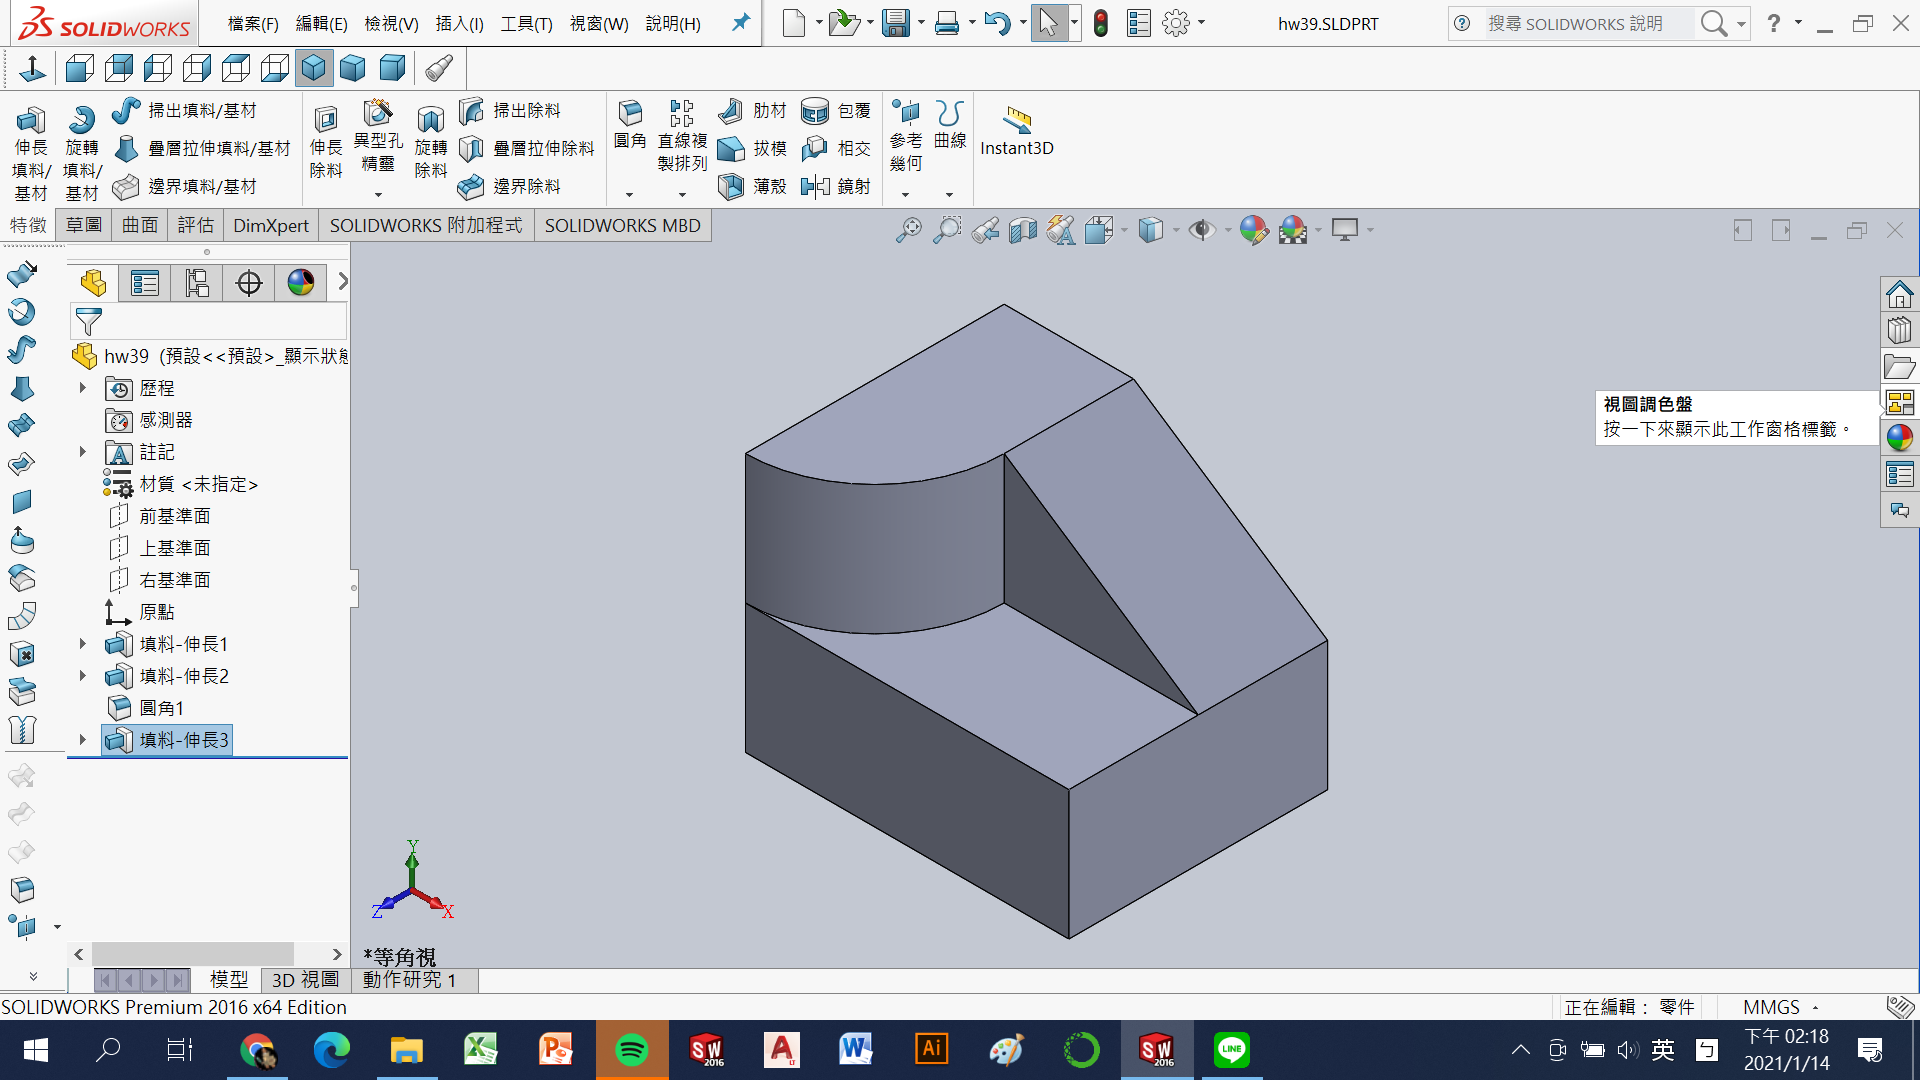 SOLIDWORKS
檔案(F) 編輯(E) 檢視(V) 插入(I) 工具(T) 視窗(W) 說明(H)
hw39.SLDPRT
搜尋 SOLIDWORKS 說明
伸長填料/基材
旋轉填料/基材
掃出填料/基材
疊層拉伸填料/基材
邊界填料/基材
伸長除料
異型孔精靈
旋轉除料
掃出除料
疊層拉伸除料
邊界除料
圓角
直線複製排列
肋材
拔模
薄殼
包覆
相交
鏡射
參考幾何
曲線
Instant3D
特徵 草圖 曲面 評估 DimXpert SOLIDWORKS 附加程式 SOLIDWORKS MBD
hw39 (預設<<預設>_顯示狀態
歷程
感測器
註記
材質 <未指定>
前基準面
上基準面
右基準面
原點
填料-伸長1
填料-伸長2
圓角1
填料-伸長3
視圖調色盤
按一下來顯示此工作窗格標籤。
Y
Z
X
*等角視
模型 3D 視圖 動作研究 1
SOLIDWORKS Premium 2016 x64 Edition
正在編輯： 零件
MMGS
SW 2016
A LT
Ai
SW 2016
LINE
英
ㄅ
下午 02:18
2021/1/14